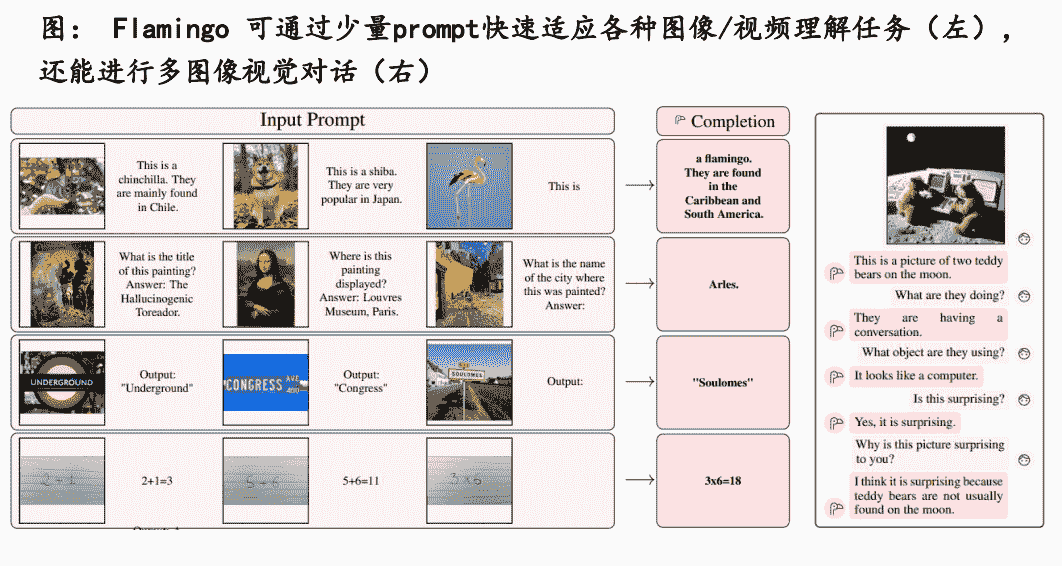 图： Flamingo 可通过少量prompt快速适应各种图像/视频理解任务（左），
还能进行多图像视觉对话（右）
Input Prompt
Completion
This is a
chinchilla. They
are mainly found
in Chile.
This is a shiba.
They are very
popular in Japan.
This is
a flamingo.
They are found
in the
Caribbean and
South America.
What is the title
of this painting?
Answer: The
Hallucinogenic
Toreador.
Where is this
painting
displayed?
Answer: Louvres
Museum, Paris.
What is the name
of the city where
this was painted?
Answer:
Arles.
UNDERGROUND
Output:
"Underground"
CONGRESS AVE
400
Output:
"Congress"
SOULOMES
Output:
"Soulomes"
2+1
2+1=3
5+6
5+6=11
3x6
3x6=18
This is a picture of two teddy
bears on the moon.
What are they doing?
They are having a
conversation.
What object are they using?
It looks like a computer.
Is this surprising?
Yes, it is surprising.
Why is this picture surprising
to you?
I think it is surprising because
teddy bears are not usually
found on the moon.